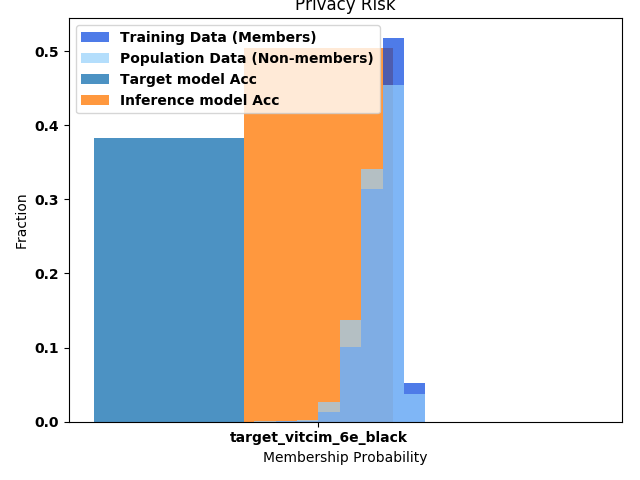 Privacy Risk
Training Data (Members)
Population Data (Non-members)
Target model Acc
Inference model Acc
0.5
0.4
0.3
0.2
0.1
0.0
Fraction
target_vitcim_6e_black
Membership Probability